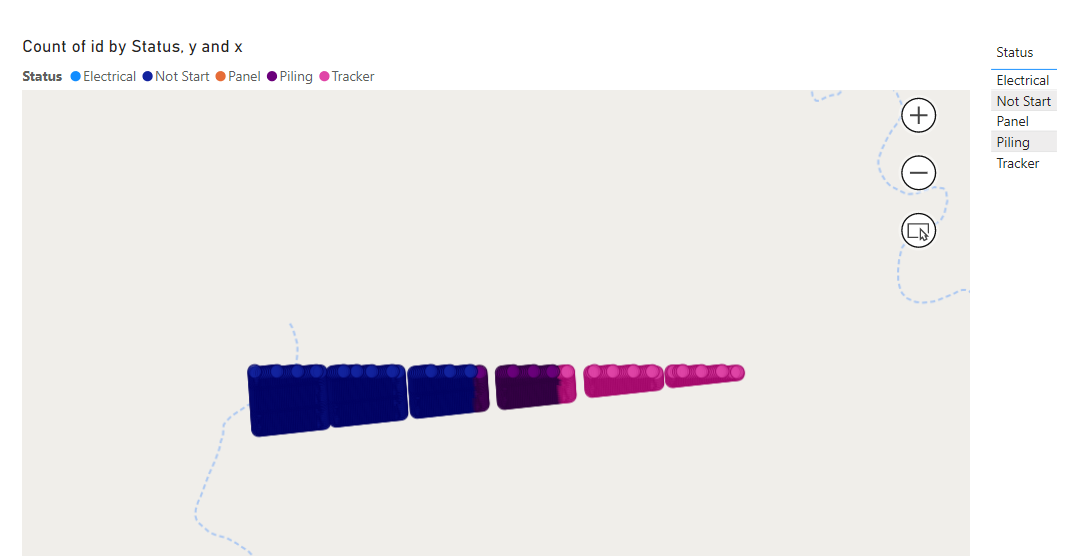 Count of id by Status, y and x
Status Electrical Not Start Panel Piling Tracker
Status
Electrical
Not Start
Panel
Piling
Tracker